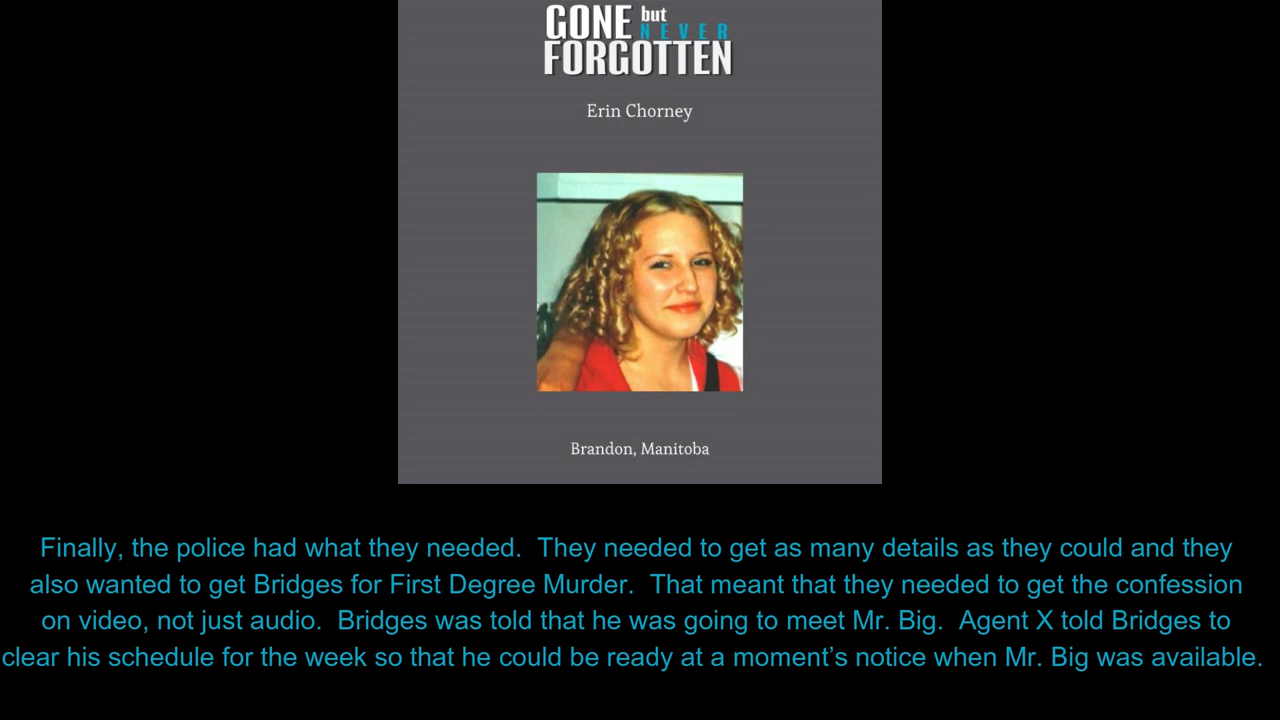 GONE but
NEVER
FORGOTTEN
Erin Chorney
Brandon, Manitoba
Finally, the police had what they needed.  They needed to get as many details as they could and they
also wanted to get Bridges for First Degree Murder.  That meant that they needed to get the confession
on video, not just audio.  Bridges was told that he was going to meet Mr. Big.  Agent X told Bridges to
clear his schedule for the week so that he could be ready at a moment’s notice when Mr. Big was available.